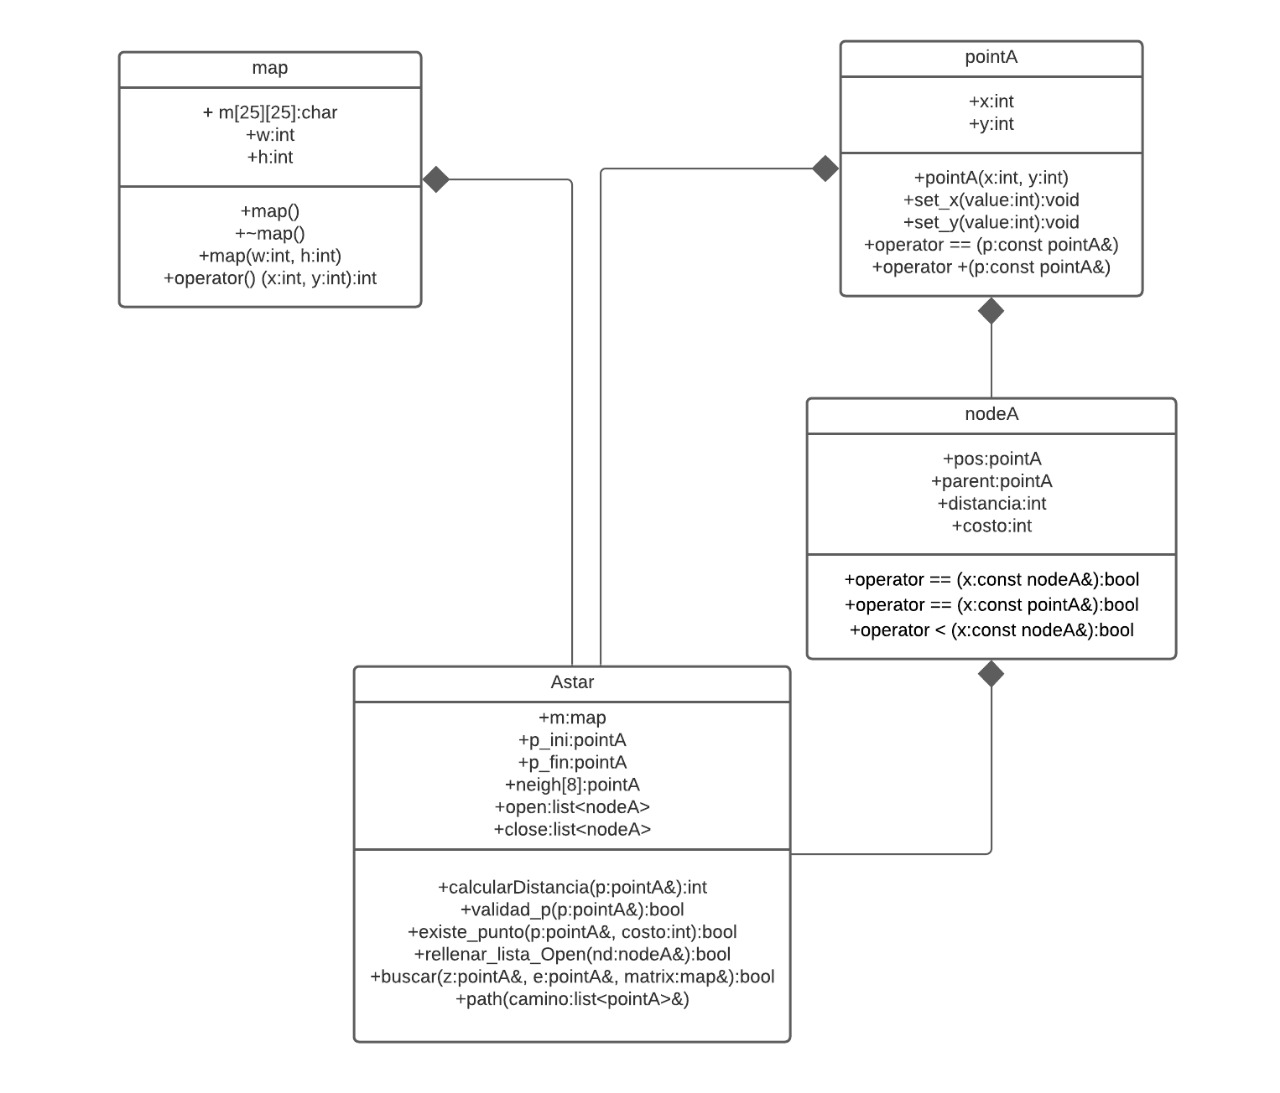 map
+ m[25][25]:char
+w:int
+h:int
+map()
+~map()
+map(w:int, h:int)
+operator() (x:int, y:int):int
pointA
+x:int
+y:int
+pointA(x:int, y:int)
+set_x(value:int):void
+set_y(value:int):void
+operator == (p:const pointA&)
+operator +(p:const pointA&)
nodeA
+pos:pointA
+parent:pointA
+distancia:int
+costo:int
+operator == (x:const nodeA&):bool
+operator == (x:const pointA&):bool
+operator < (x:const nodeA&):bool
Astar
+m:map
+p_ini:pointA
+p_fin:pointA
+neigh[8]:pointA
+open:list<nodeA>
+close:list<nodeA>
+calcularDistancia(p:pointA&):int
+validad_p(p:pointA&):bool
+existe_punto(p:pointA&, costo:int):bool
+rellenar_lista_Open(nd:nodeA&):bool
+buscar(z:pointA&, e:pointA&, matrix:map&):bool
+path(camino:list<pointA>&)